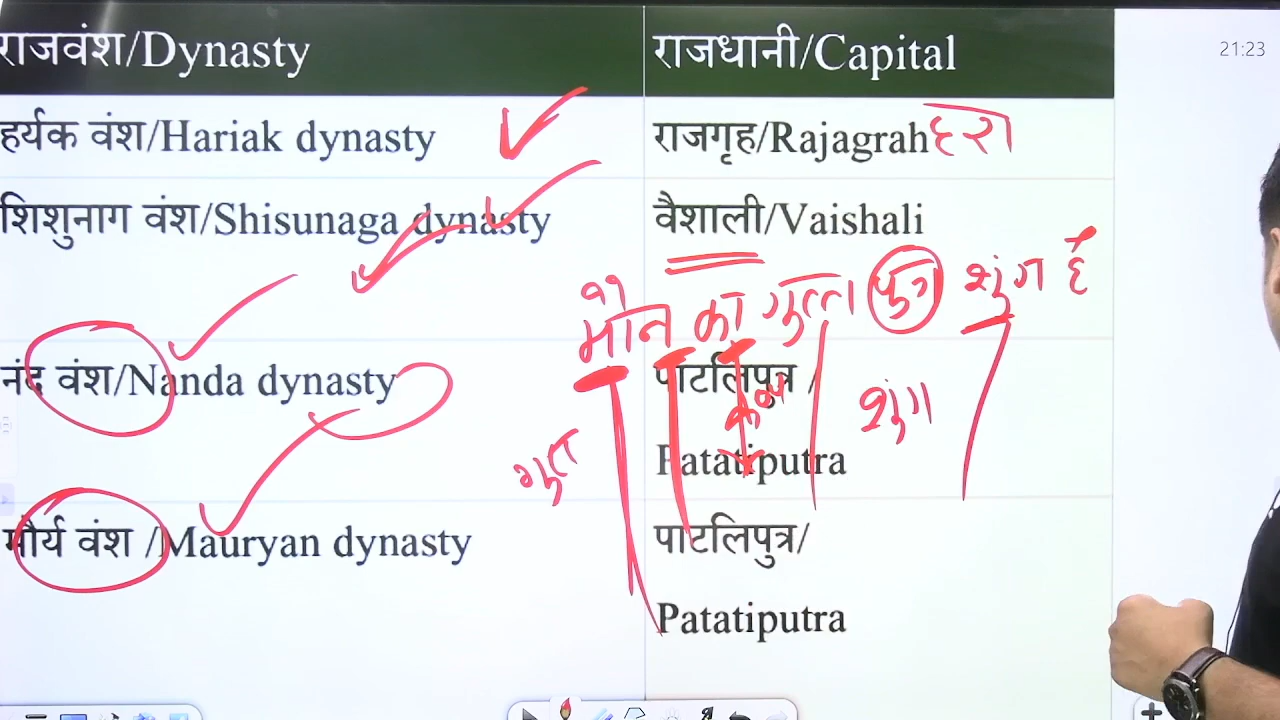 राजवंश/Dynasty राजधानी/Capital 21:23
हर्यक वंश/Hariak dynasty राजगृह/Rajagrah हरा
शिशुनाग वंश/Shisunaga dynasty वैशाली/Vaishali
का पुत्र शुंग है
नंद वंश/Nanda dynasty पाटलिपुत्र /
शुंग
Patatiputra
गुप्त
मौर्य वंश /Mauryan dynasty पाटलिपुत्र/
Patatiputra